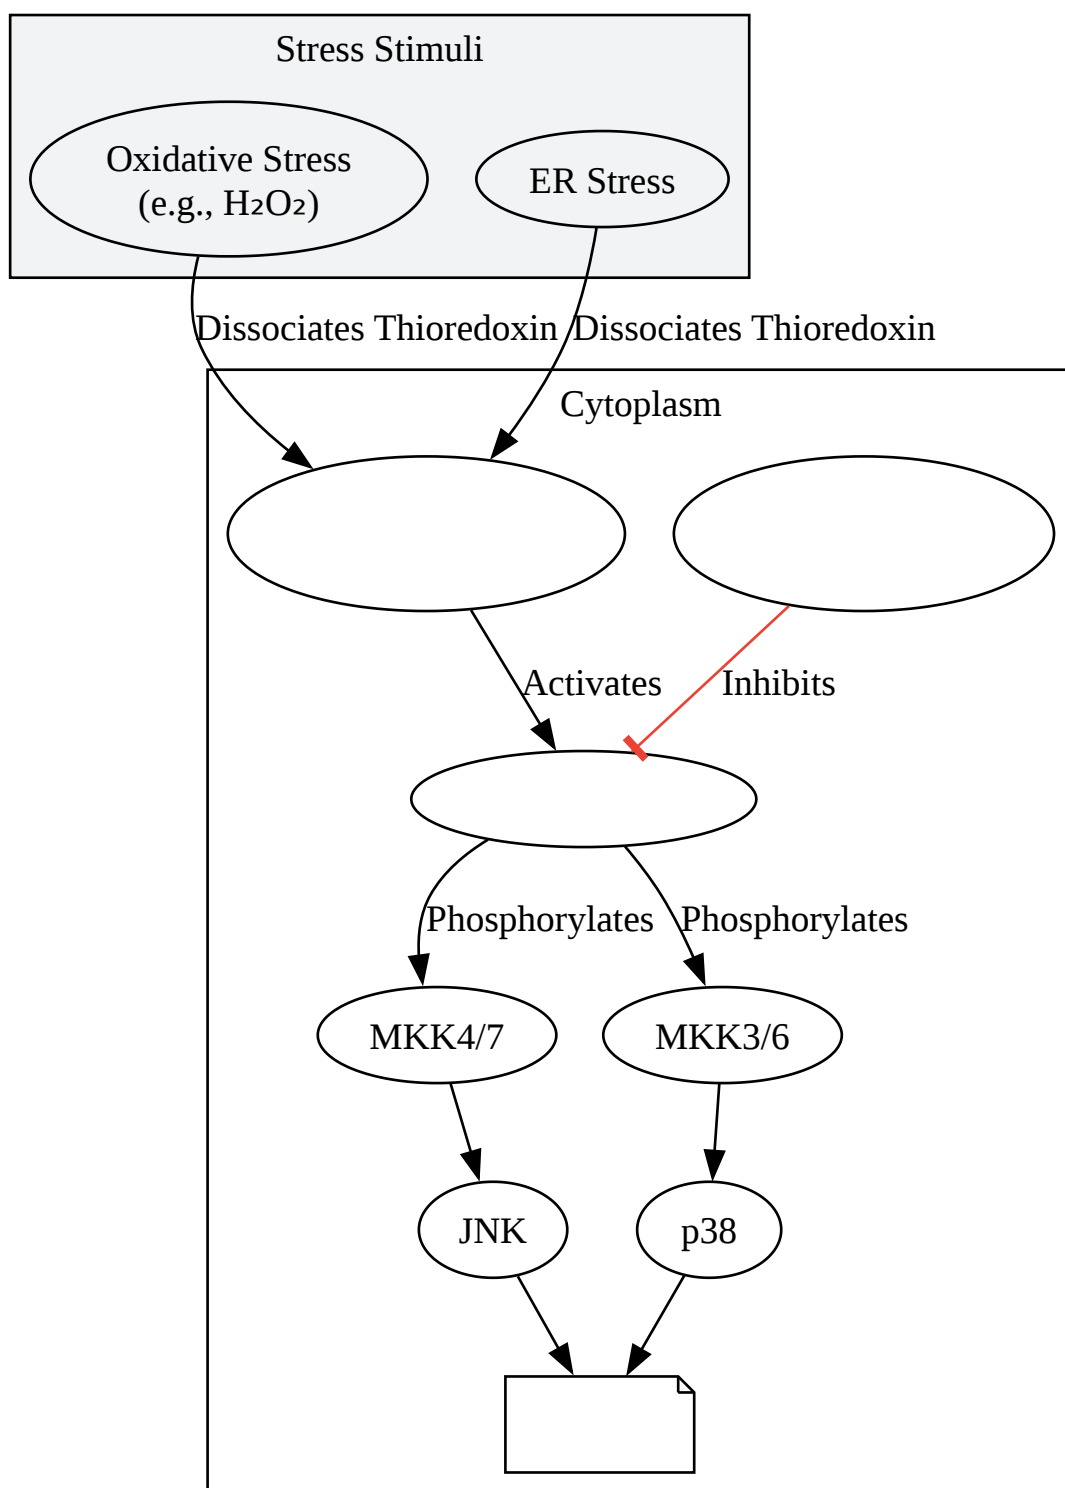 Stress Stimuli
Oxidative Stress
(e.g., H₂O₂)
ER Stress
Dissociates Thioredoxin
Dissociates Thioredoxin
Cytoplasm
Activates
Inhibits
Phosphorylates
Phosphorylates
MKK4/7
MKK3/6
JNK
p38